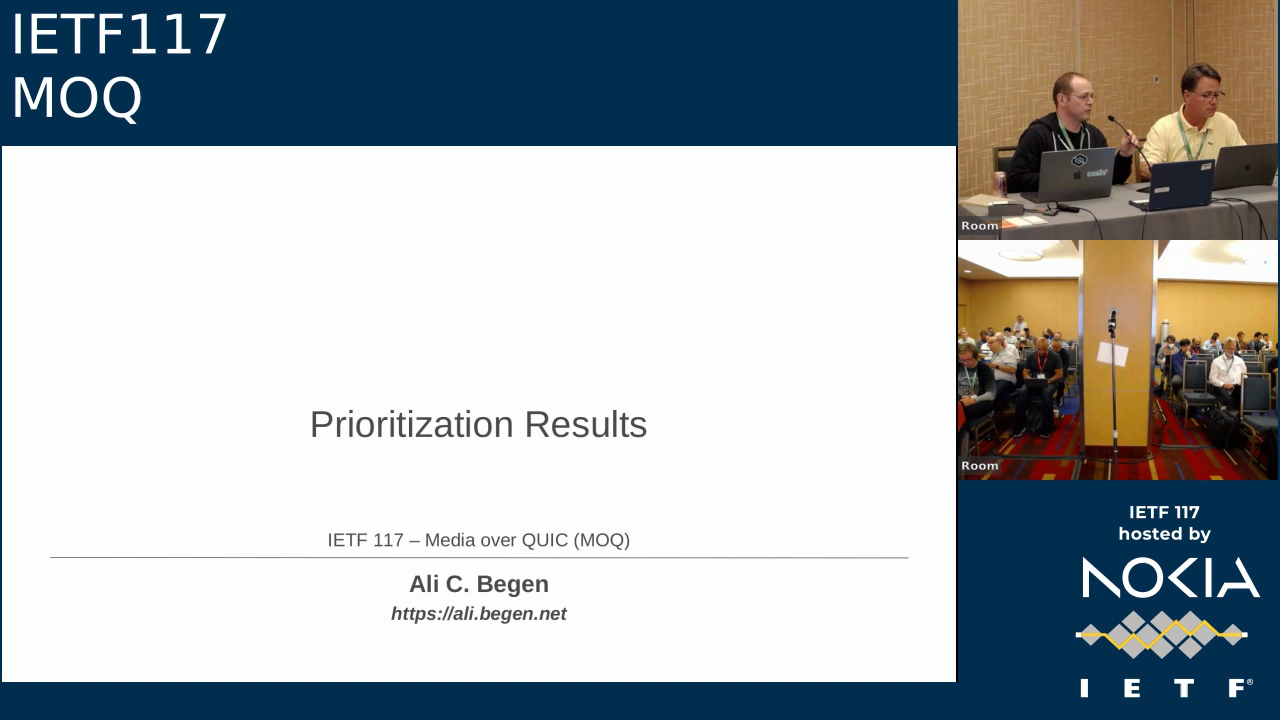 IETF117
MOQ
Prioritization Results
IETF 117 – Media over QUIC (MOQ)
Ali C. Begen
https://ali.begen.net
Room
Room
IETF 117
hosted by
NOKIA
I E T F®